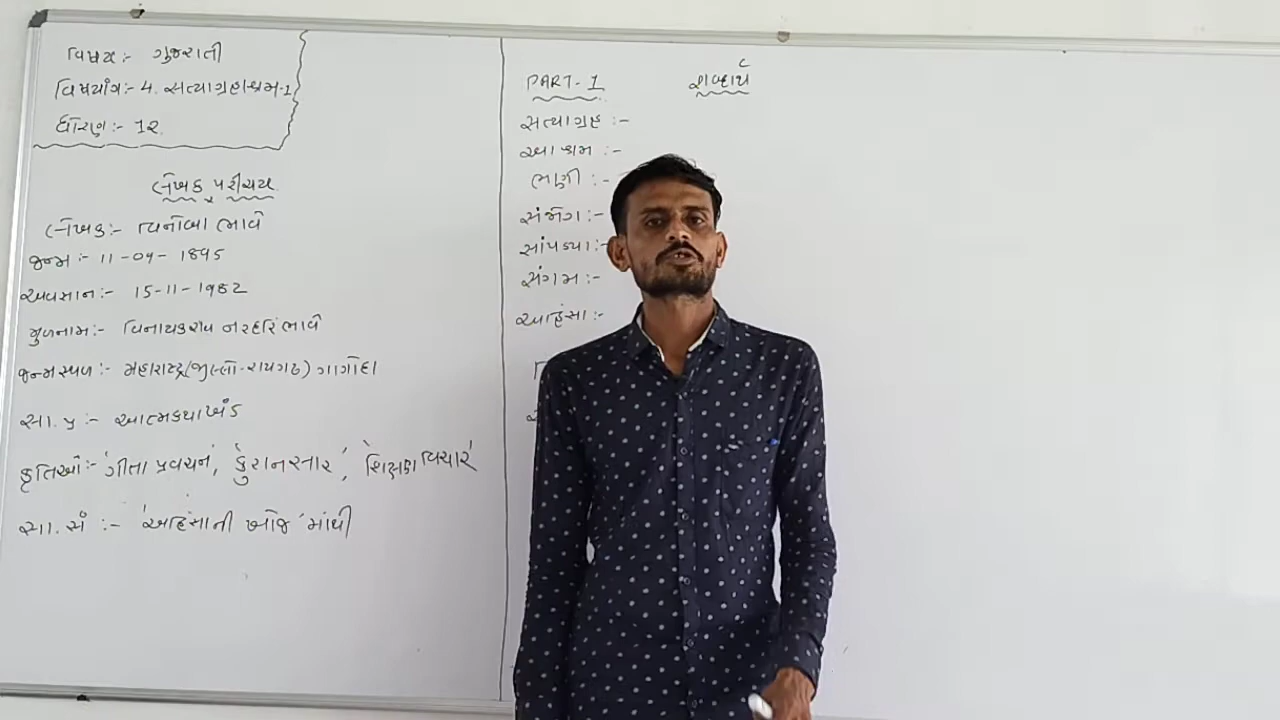 વિષય:- ગુજરાતી
વિષયાંગ:- 4. સત્યાગ્રહાશ્રમ-1
ધોરણ:- 12.
લેખક પરીચય
લેખક:- વિનોબા ભાવે
જન્મ:- 11-09-1895
અવસાન:- 15-11-1982
મુળનામ:- વિનાયકરાવ નરહરિ ભાવે
જન્મસ્થળ:- મહારાષ્ટ્ર(જીલ્લો-રાયગઢ) ગાગોદા
સા. પ્ર :- આત્મકથાખંડ
કૃતિઓ:- 'ગીતા પ્રવચન', 'કુરાનસાર', 'શિક્ષણ વિચાર'
સા. સં :- 'અહિંસાની ખોજ' માંથી
PART-1 શબ્દાર્થ
સત્યાગ્રહ :-
આશ્રમ :-
ભણી :-
સાંપડ્યા:-
સંગમ :-
અહિંસા :-